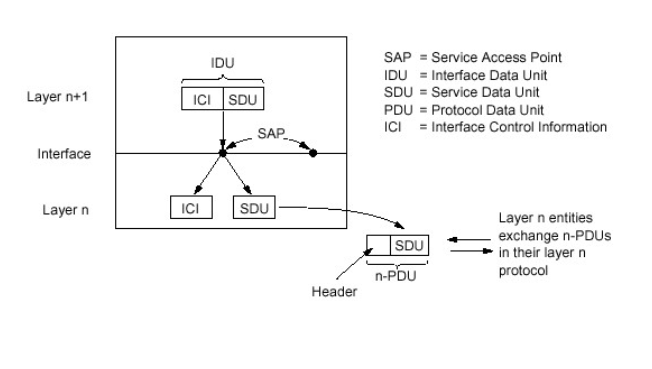 IDU
Layer n+1
ICI SDU
SAP
Interface
Layer n
ICI SDU
SAP = Service Access Point
IDU = Interface Data Unit
SDU = Service Data Unit
PDU = Protocol Data Unit
ICI = Interface Control Information
SDU
n-PDU
Header
Layer n entities
exchange n-PDUs
in their layer n
protocol